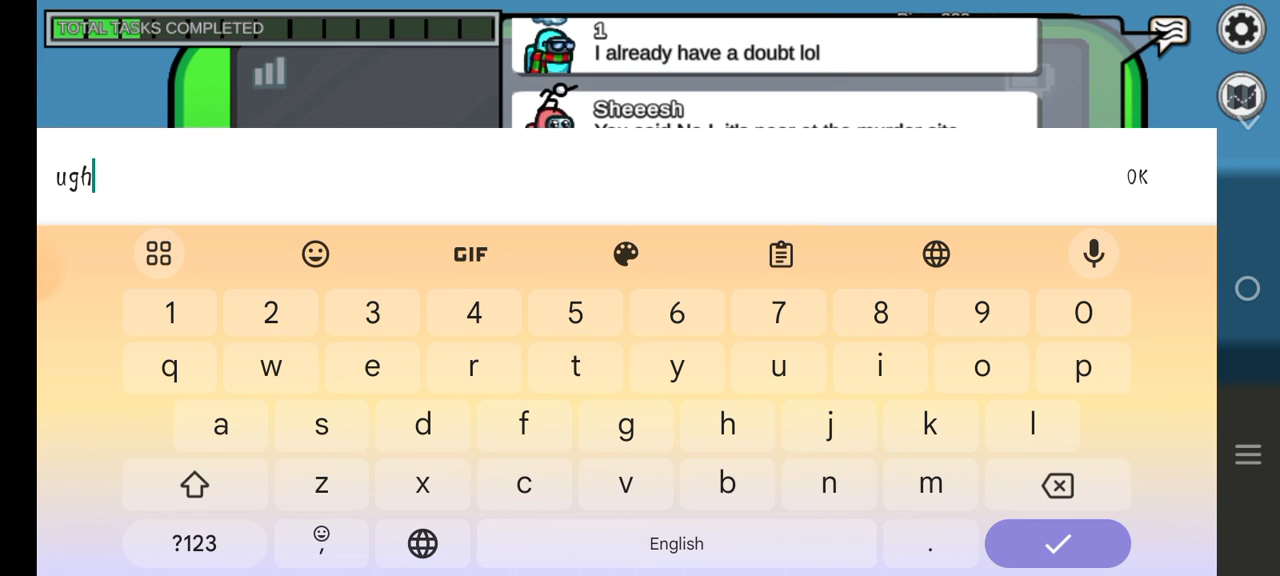 TOTAL TASKS COMPLETED
1
I already have a doubt lol
Sheeesh
ugh
OK
GIF
1 2 3 4 5 6 7 8 9 0
q w e r t y u i o p
a s d f g h j k l
z x c v b n m
?123 , English .